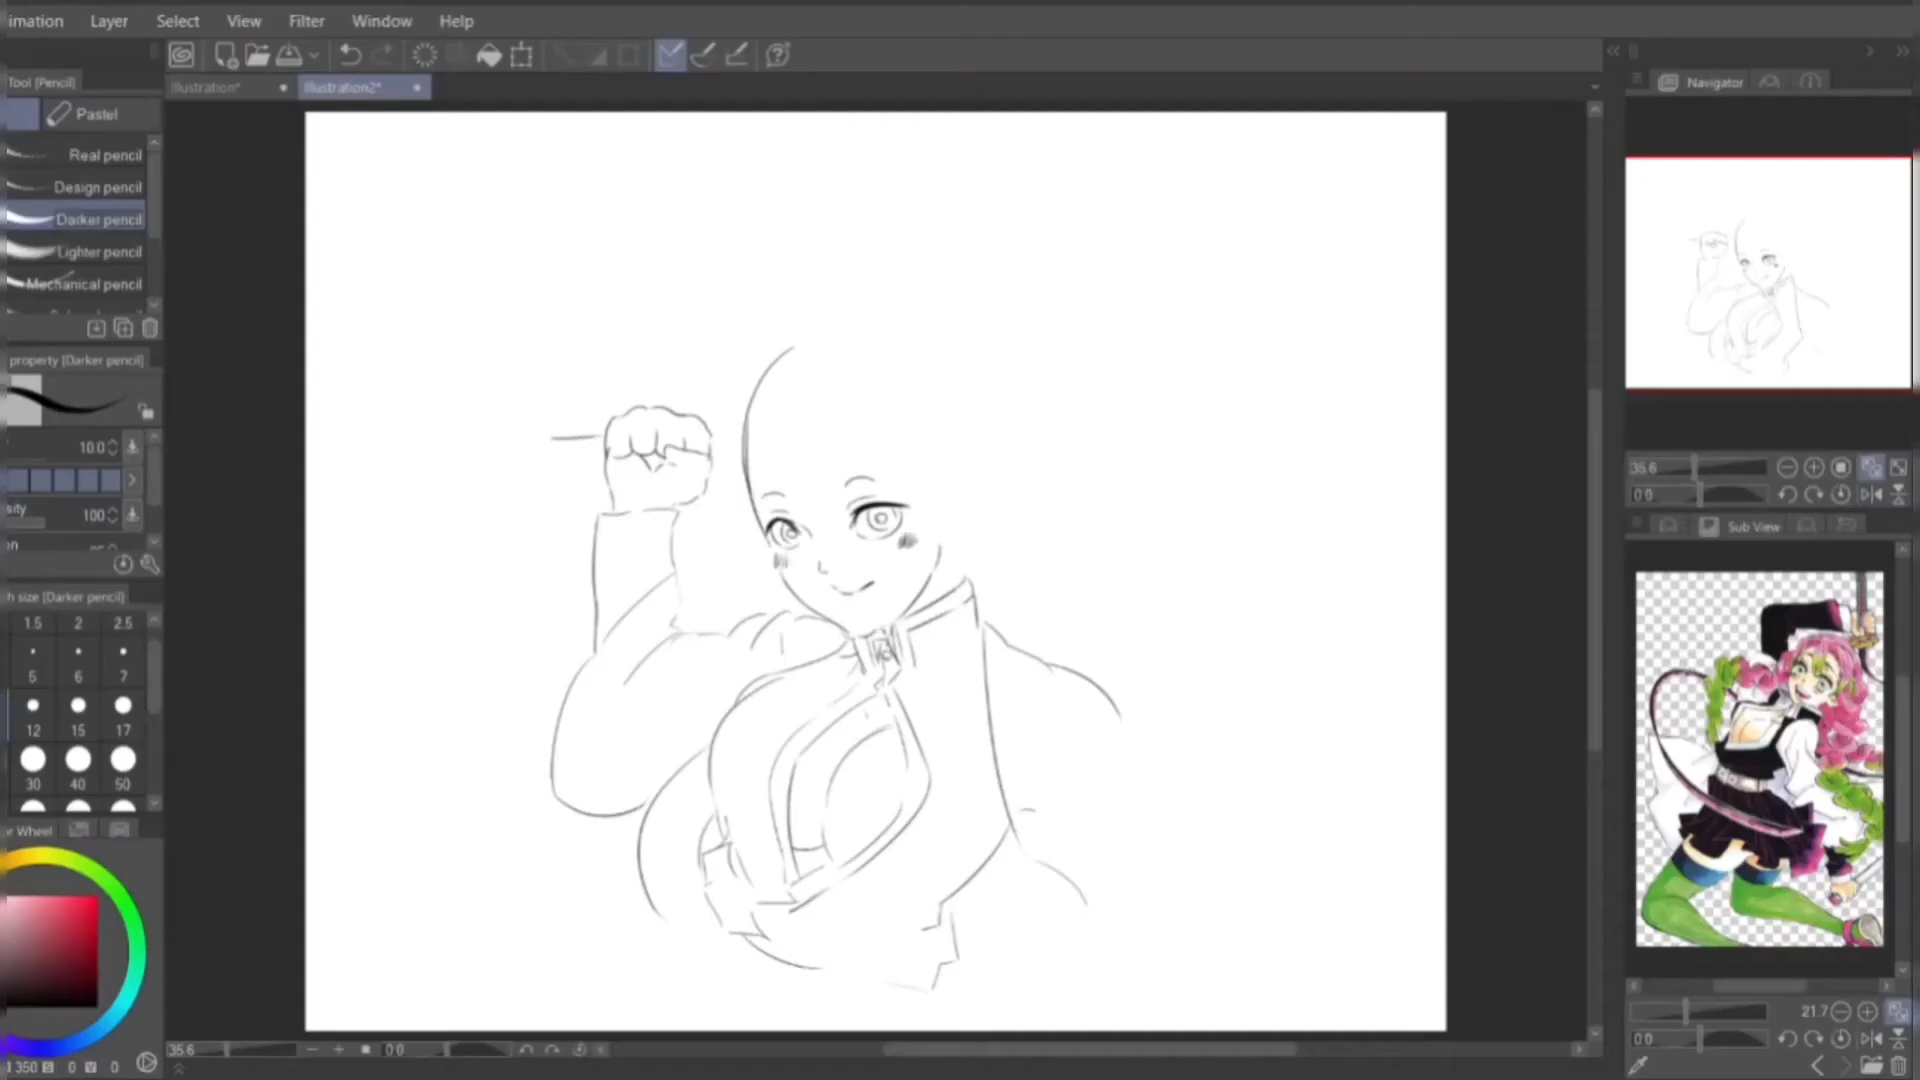 imation Layer Select View Filter Window Help
Tool [Pencil]
Illustration*
Illustration2*
Navigator
Pastel
Real pencil
Design pencil
Darker pencil
Lighter pencil
Mechanical pencil
property [Darker pencil]
10.0
sity 100
on
h size [Darker pencil]
1.5 2 2.5
5 6 7
12 15 17
30 40 50
or Wheel
350 S 0 V 0
35.6
0 0
35.6
0 0
Sub View
21.7
0 0